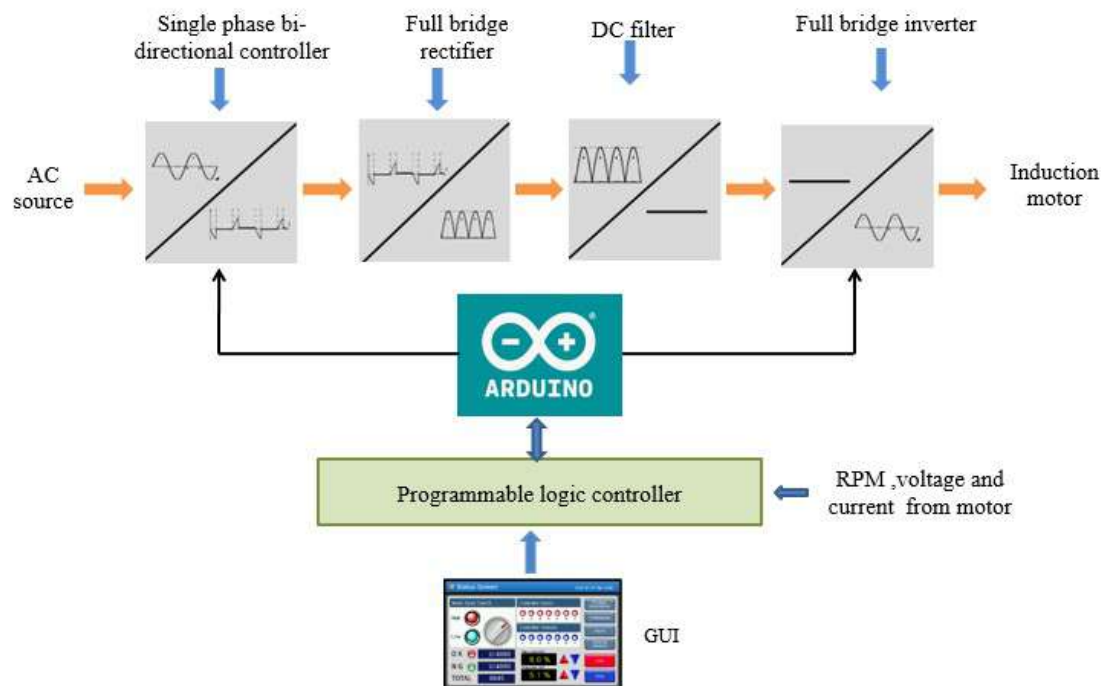 Single phase bi-
directional controller
Full bridge
rectifier
DC filter
Full bridge inverter
AC
source
Induction
motor
ARDUINO
Programmable logic controller
RPM ,voltage and
current from motor
GUI
O K
N G
TOTAL